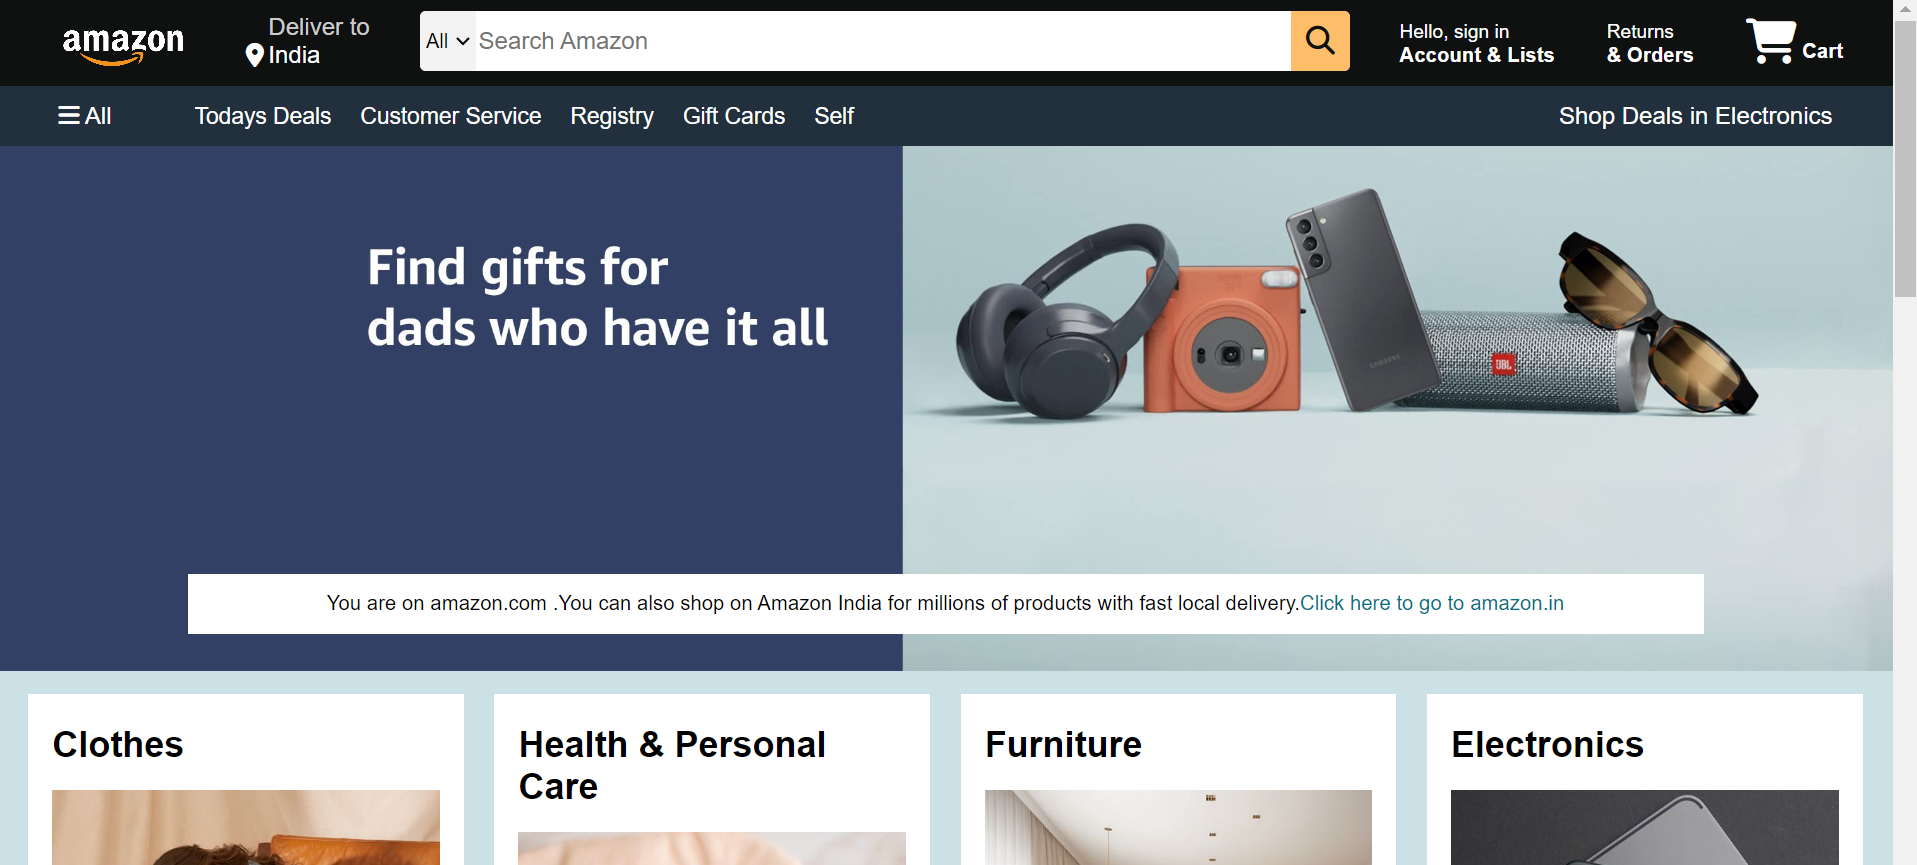 amazon
Deliver to
India
All
Search Amazon
Hello, sign in
Account & Lists
Returns
& Orders
Cart
All
Todays Deals
Customer Service
Registry
Gift Cards
Self
Shop Deals in Electronics
Find gifts for
dads who have it all
SAMSUNG
JBL
You are on amazon.com .You can also shop on Amazon India for millions of products with fast local delivery.Click here to go to amazon.in
Clothes
Health & Personal
Care
Furniture
Electronics